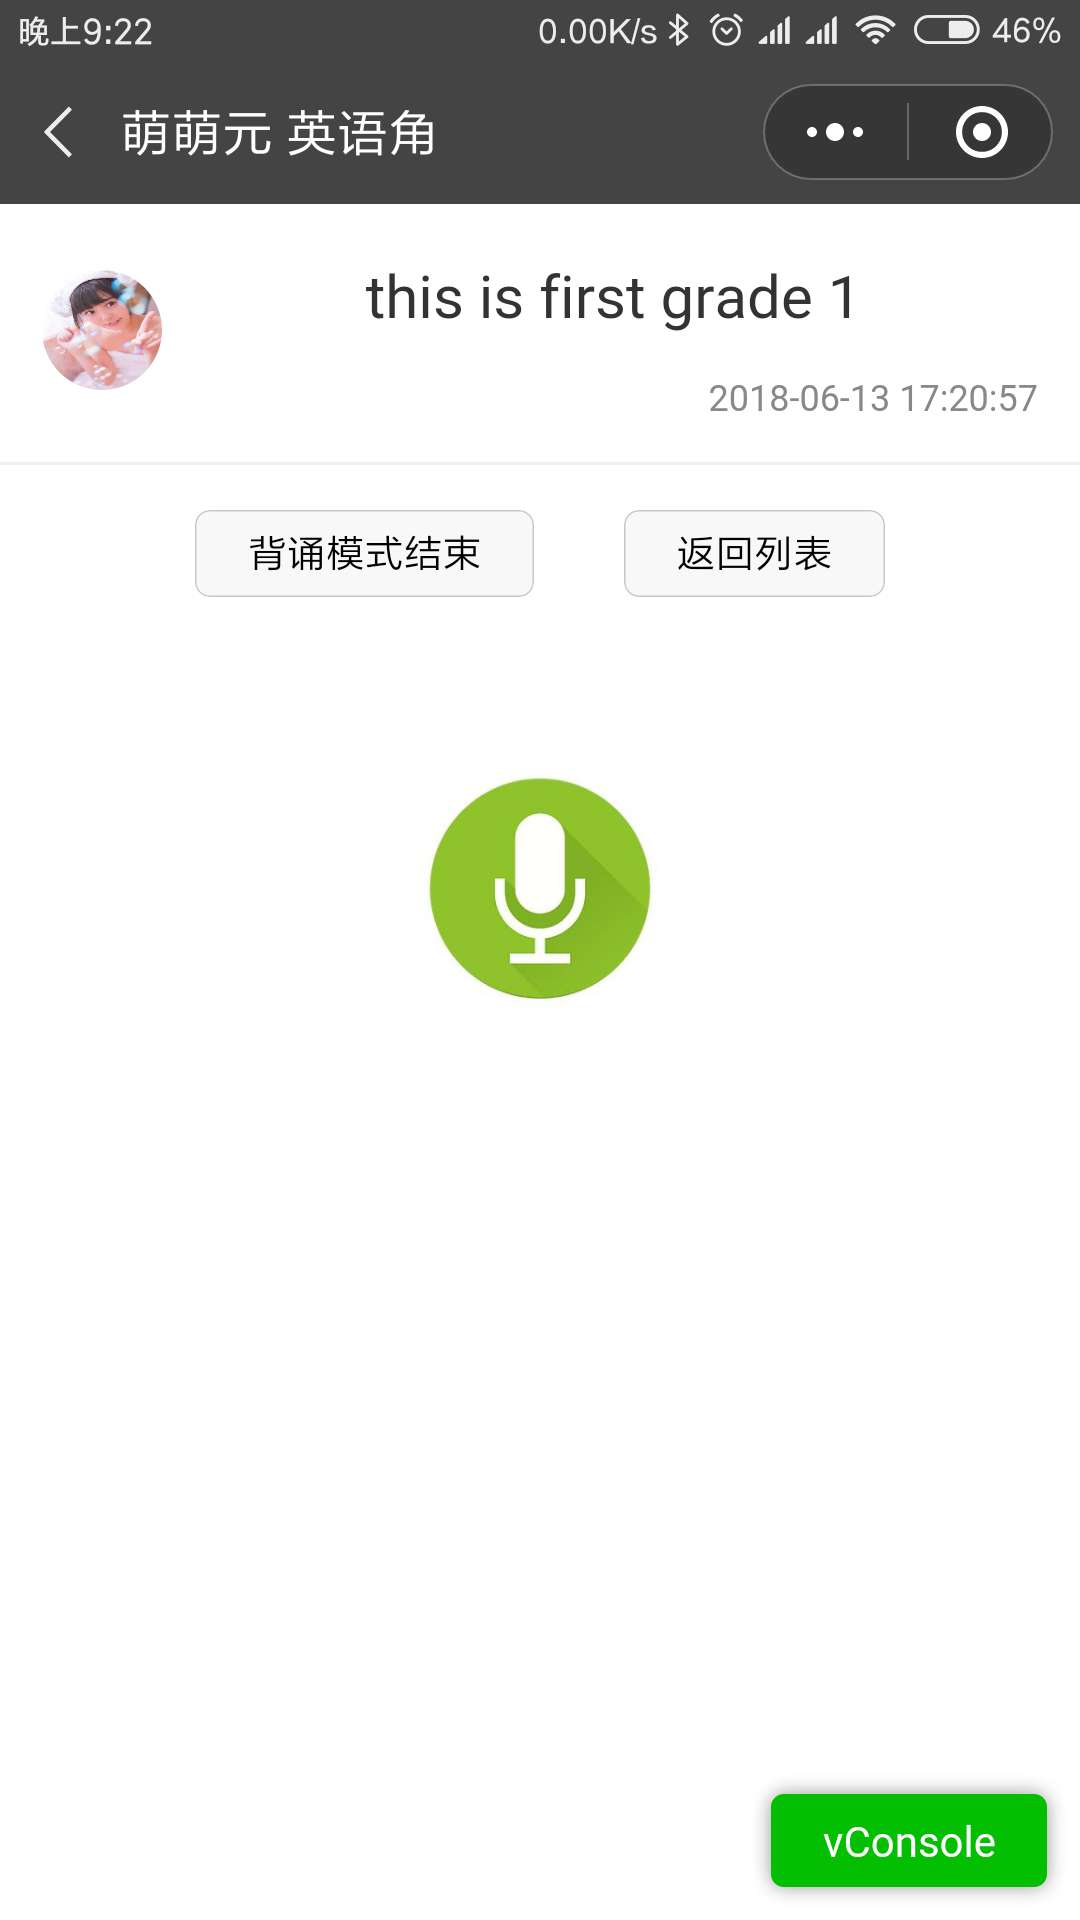 晚上9:22 0.00K/s 46%
萌萌元 英语角
this is first grade 1
2018-06-13 17:20:57
背诵模式结束 返回列表
vConsole